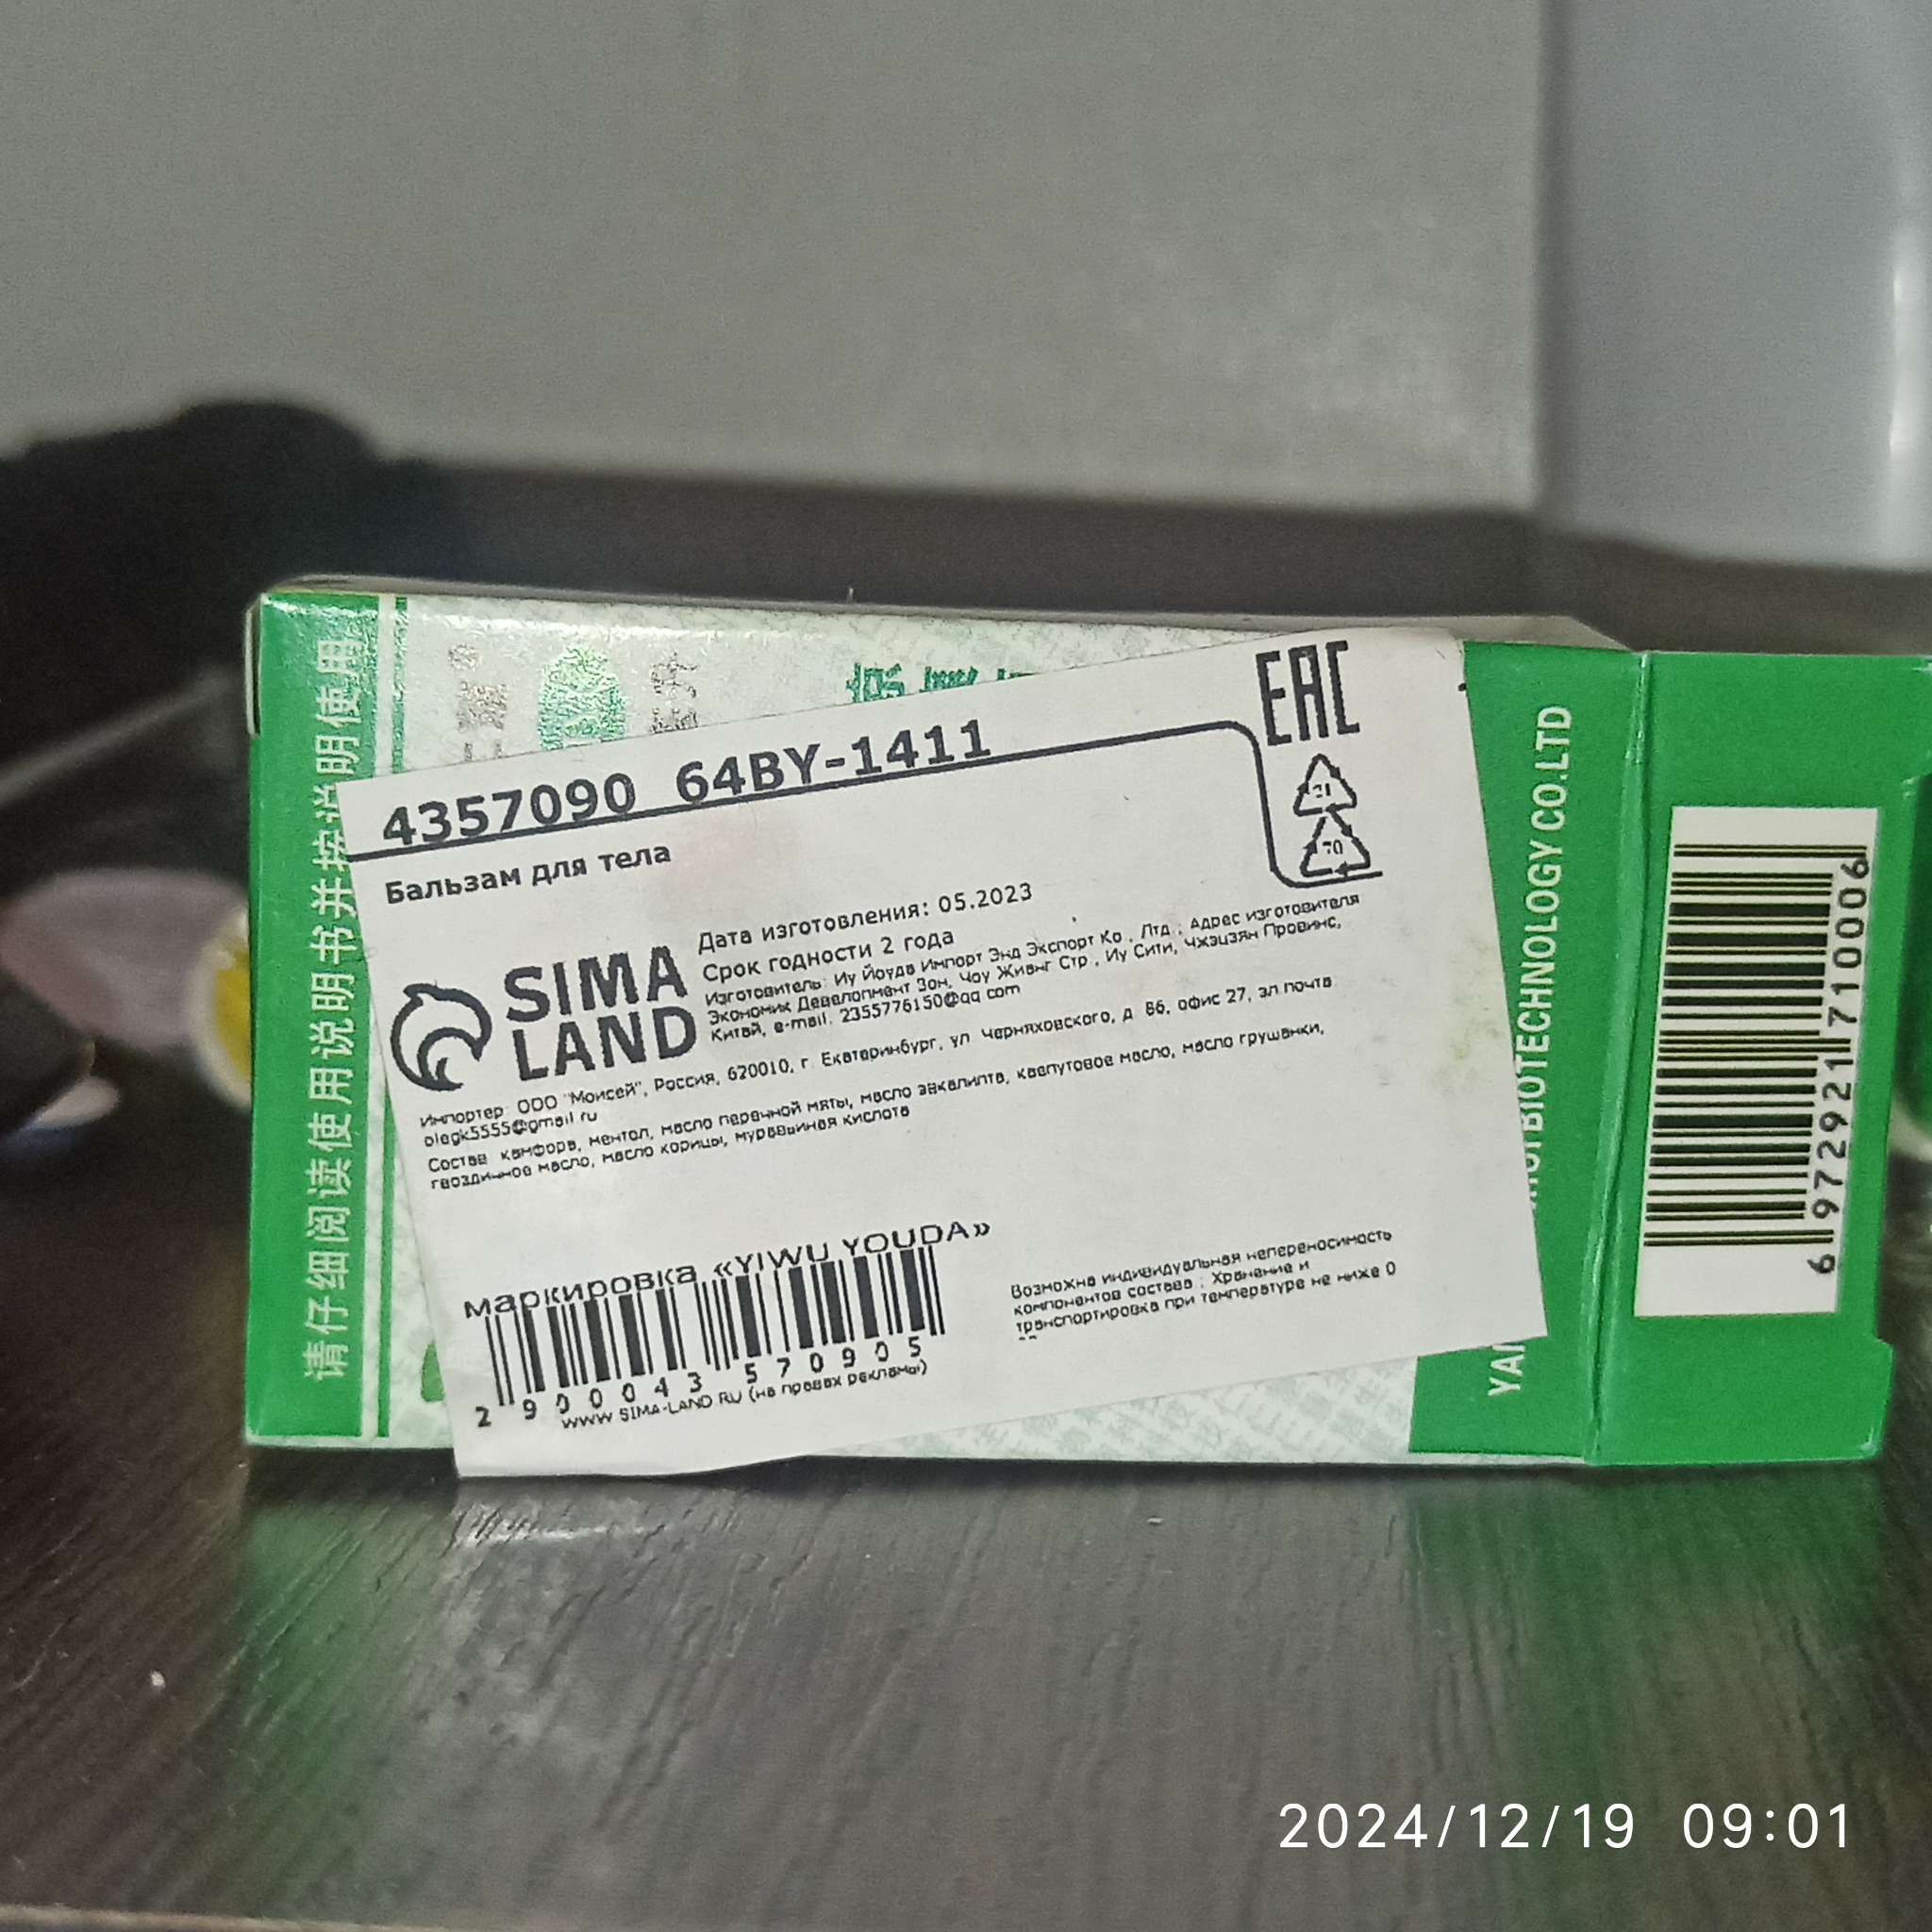 4357090 64BY-1411
EAC
21
70
Бальзам для тела
SIMA
LAND
Дата изготовления: 05.2023
Срок годности 2 года
Изготовитель: Иу Йоуда Импорт Энд Экспорт Ко., Лтд.; Адрес изготовителя
Экономик Девелопмент Зон, Чоу Жианг Стр., Иу Сити, Чжэцзян Провинс,
Китай, e-mail: 2355776150@qq.com
Импортер: ООО "Моисей", Россия, 620010, г. Екатеринбург, ул. Черняховского, д. 86, офис 27, эл почта
olegk5555@gmail.ru
Состав: камфора, ментол, масло перечной мяты, масло эвкалипта, каепутовое масло, масло грушанки,
гвоздичное масло, масло корицы, муравьиная кислота
маркировка «YIWU YOUDA»
2 900043 570905
WWW.SIMA-LAND.RU (на правах рекламы)
Возможна индивидуальная непереносимость
компонентов состава; Хранение и
транспортировка при температуре не ниже 0
请仔细阅读使用说明书并按说明使用
BIOTECHNOLOGY CO.LTD
6 972921 710006
2024/12/19 09:01